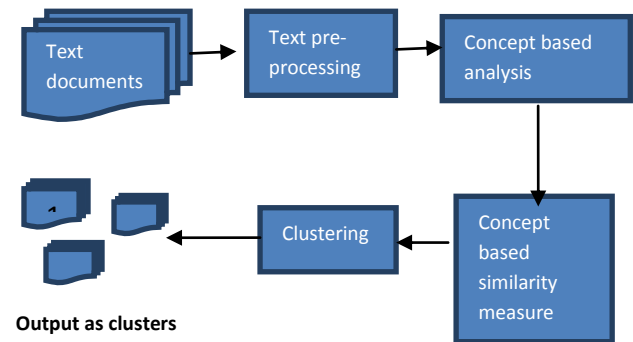 Text
documents
Text pre-
processing
Concept based
analysis
Concept
based
similarity
measure
Clustering
Output as clusters